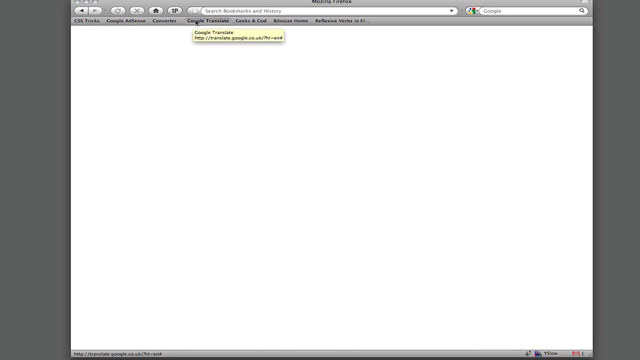 Mozilla Firefox
1P
Search Bookmarks and History
Google
CSS Tricks Google AdSense Converter Google Translate Geeks & God Bitesize Home Reflexive Verbs in Fr...
Google Translate
http://translate.google.co.uk/?hl=en#
http://translate.google.co.uk/?hl=en#
YSlow
1